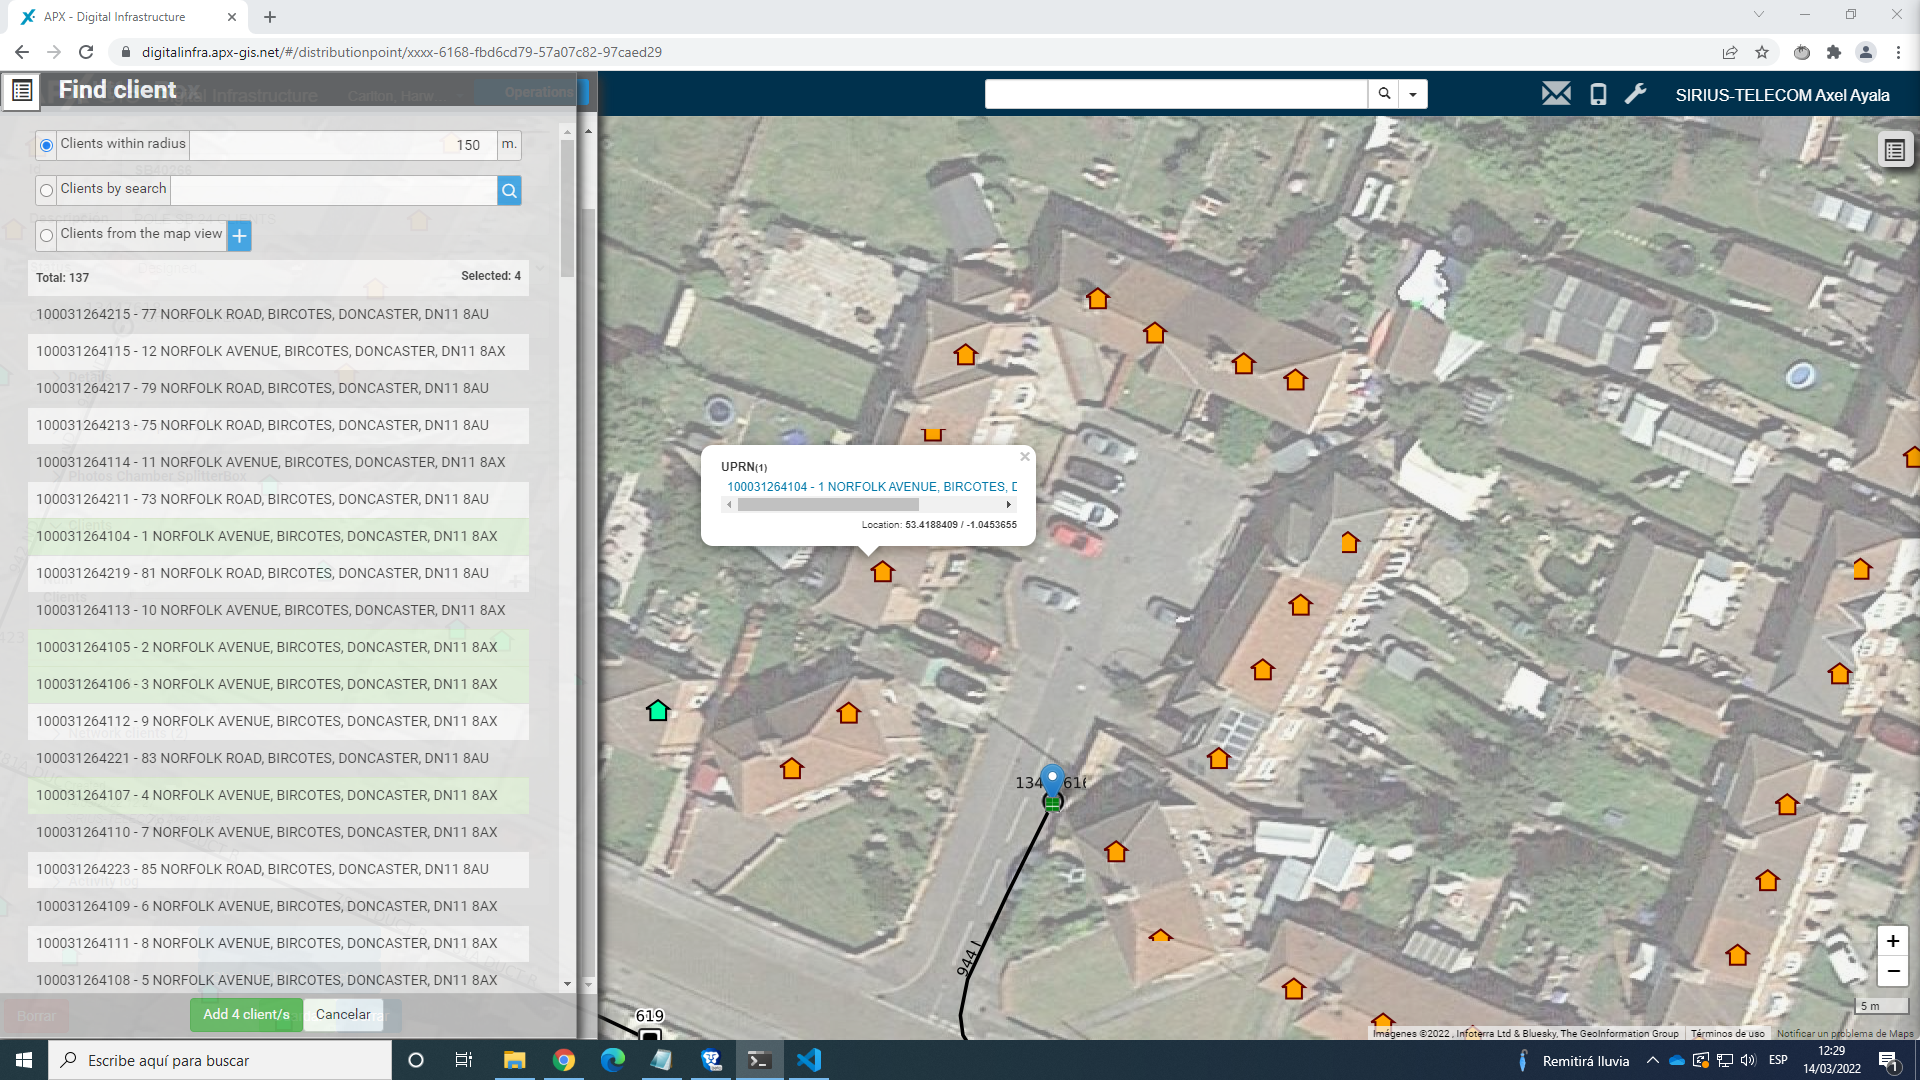 APX - Digital Infrastructure
digitalinfra.apx-gis.net/#/distributionpoint/xxxx-6168-fbd6cd79-57a07c82-97caed29
Find client
Operations
SIRIUS-TELECOM Axel Ayala
Clients within radius 150 m.
Clients by search
Clients from the map view
Total: 137 Selected: 4
100031264215 - 77 NORFOLK ROAD, BIRCOTES, DONCASTER, DN11 8AU
100031264115 - 12 NORFOLK AVENUE, BIRCOTES, DONCASTER, DN11 8AX
100031264217 - 79 NORFOLK ROAD, BIRCOTES, DONCASTER, DN11 8AU
100031264213 - 75 NORFOLK ROAD, BIRCOTES, DONCASTER, DN11 8AU
100031264114 - 11 NORFOLK AVENUE, BIRCOTES, DONCASTER, DN11 8AX
100031264211 - 73 NORFOLK ROAD, BIRCOTES, DONCASTER, DN11 8AU
100031264104 - 1 NORFOLK AVENUE, BIRCOTES, DONCASTER, DN11 8AX
100031264219 - 81 NORFOLK ROAD, BIRCOTES, DONCASTER, DN11 8AU
100031264113 - 10 NORFOLK AVENUE, BIRCOTES, DONCASTER, DN11 8AX
100031264105 - 2 NORFOLK AVENUE, BIRCOTES, DONCASTER, DN11 8AX
100031264106 - 3 NORFOLK AVENUE, BIRCOTES, DONCASTER, DN11 8AX
100031264112 - 9 NORFOLK AVENUE, BIRCOTES, DONCASTER, DN11 8AX
100031264221 - 83 NORFOLK ROAD, BIRCOTES, DONCASTER, DN11 8AU
100031264107 - 4 NORFOLK AVENUE, BIRCOTES, DONCASTER, DN11 8AX
100031264110 - 7 NORFOLK AVENUE, BIRCOTES, DONCASTER, DN11 8AX
100031264223 - 85 NORFOLK ROAD, BIRCOTES, DONCASTER, DN11 8AU
100031264109 - 6 NORFOLK AVENUE, BIRCOTES, DONCASTER, DN11 8AX
100031264111 - 8 NORFOLK AVENUE, BIRCOTES, DONCASTER, DN11 8AX
100031264108 - 5 NORFOLK AVENUE, BIRCOTES, DONCASTER, DN11 8AX
Borrar
Add 4 client/s
Cancelar
UPRN(1)
100031264104 - 1 NORFOLK AVENUE, BIRCOTES, D
Location: 53.4188409 / -1.0453655
944
619
+
−
5 m
Imágenes ©2022 , Infoterra Ltd & Bluesky, The GeoInformation Group
Términos de uso
Notificar un problema de Maps
Escribe aquí para buscar
Remitirá lluvia
ESP
12:29
14/03/2022
1